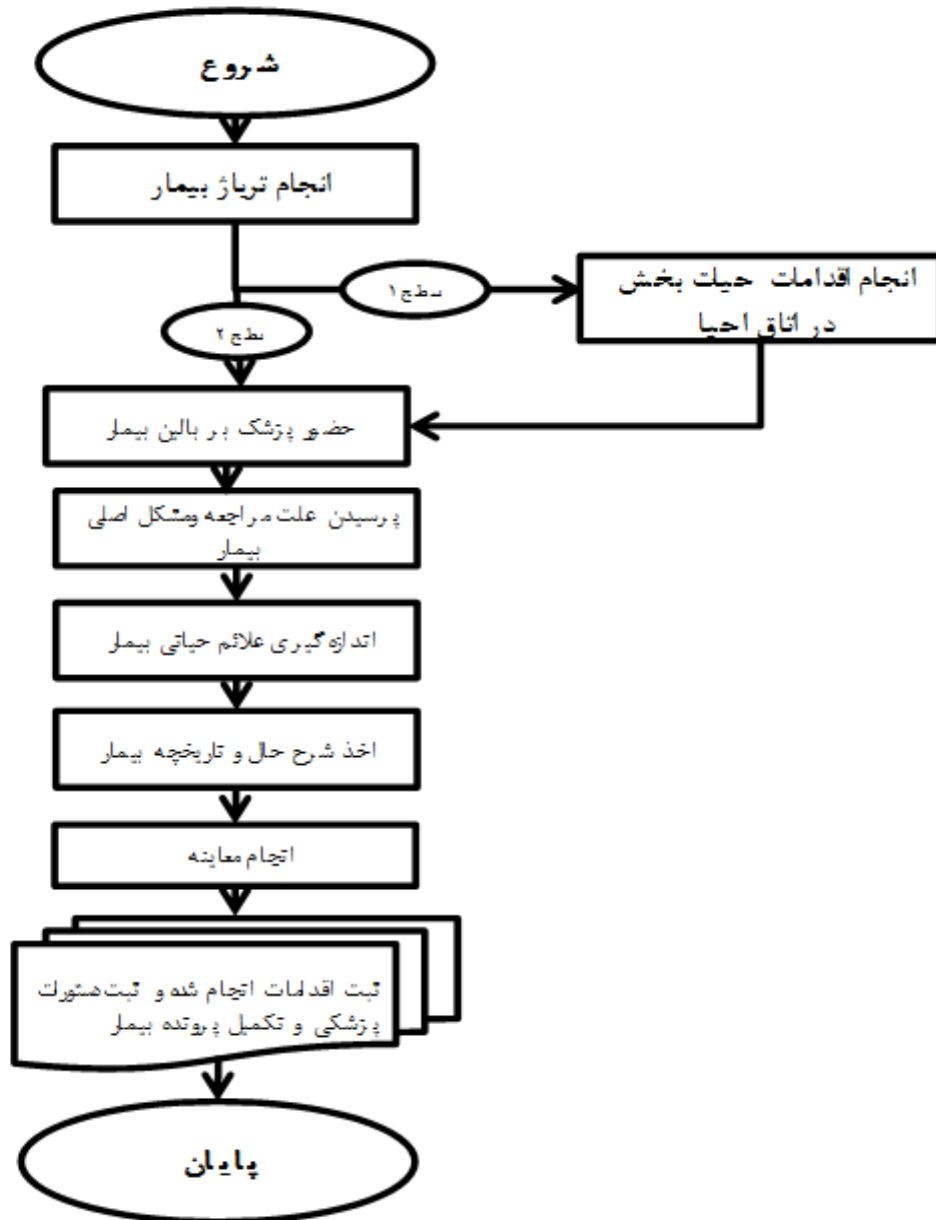 شروع
انجام تریاژ بیمار
سطح ۱
انجام اقدامات حیات بخش
در اتاق احیا
سطح ۲
حضور پزشک بر بالین بیمار
پرسیدن علت مراجعه ومشکل اصلی
بیمار
اندازه گیری علائم حیاتی بیمار
اخذ شرح حال و تاریخچه بیمار
انجام معاینه
ثبت اقدامات انجام شده و ثبت دستورات
پزشکی و تکمیل پرونده بیمار
پایان